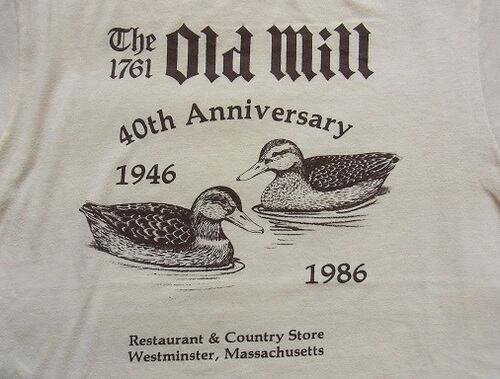 The Old Mill
1761
40th Anniversary
1946
1986
Restaurant & Country Store
Westminster, Massachusetts